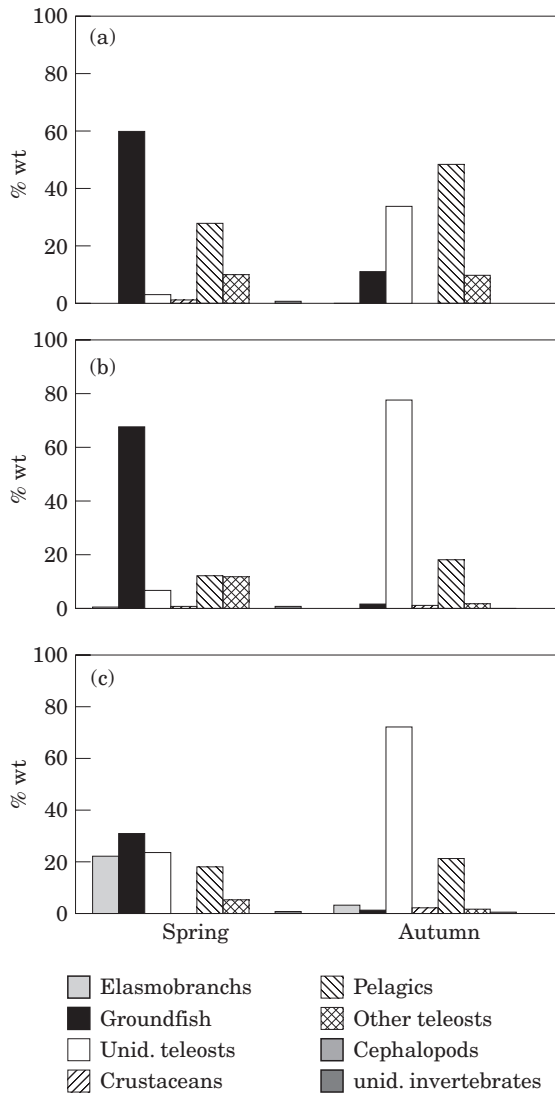 100
(a)
80
60
% wt
40
20
0
100
(b)
80
60
% wt
40
20
0
100
(c)
80
60
% wt
40
20
0
Spring Autumn
Elasmobranchs Pelagics
Groundfish Other teleosts
Unid. teleosts Cephalopods
Crustaceans unid. invertebrates